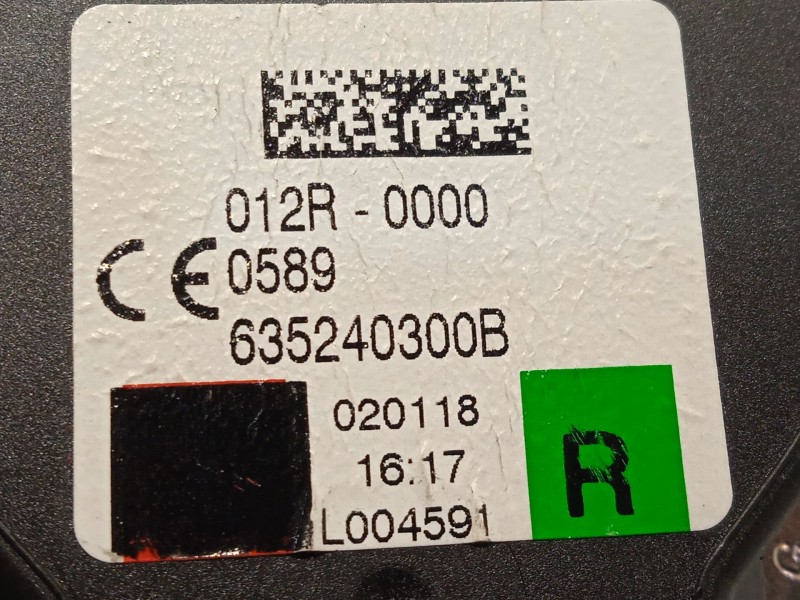 012R - 0000
CE 0589
635240300B
020118
16:17
L004591
R